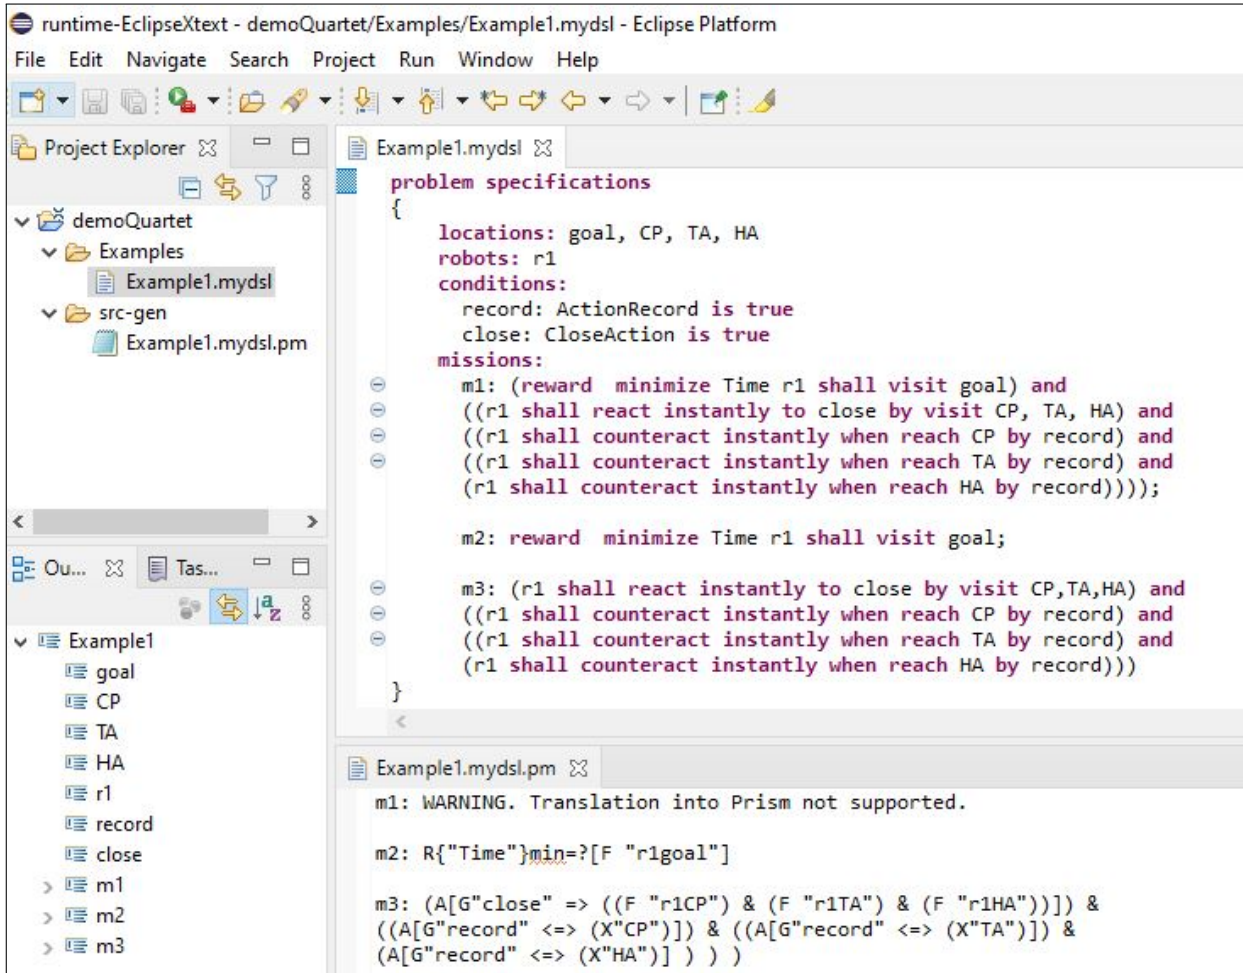 runtime-EclipseXtext - demoQuartet/Examples/Example1.mydsl - Eclipse Platform
File Edit Navigate Search Project Run Window Help
Project Explorer
demoQuartet
Examples
Example1.mydsl
src-gen
Example1.mydsl.pm
Ou...
Tas...
Example1
goal
CP
TA
HA
r1
record
close
m1
m2
m3
Example1.mydsl
problem specifications
{
locations: goal, CP, TA, HA
robots: r1
conditions:
record: ActionRecord is true
close: CloseAction is true
missions:
m1: (reward  minimize Time r1 shall visit goal) and
((r1 shall react instantly to close by visit CP, TA, HA) and
((r1 shall counteract instantly when reach CP by record) and
((r1 shall counteract instantly when reach TA by record) and
(r1 shall counteract instantly when reach HA by record))));
m2: reward  minimize Time r1 shall visit goal;
m3: (r1 shall react instantly to close by visit CP,TA,HA) and
((r1 shall counteract instantly when reach CP by record) and
((r1 shall counteract instantly when reach TA by record) and
(r1 shall counteract instantly when reach HA by record)))
}
Example1.mydsl.pm
m1: WARNING. Translation into Prism not supported.
m2: R{"Time"}min=?[F "r1goal"]
m3: (A[G"close" => ((F "r1CP") & (F "r1TA") & (F "r1HA"))]) &
((A[G"record" <=> (X"CP")]) & ((A[G"record" <=> (X"TA")]) &
(A[G"record" <=> (X"HA")] ) ) )